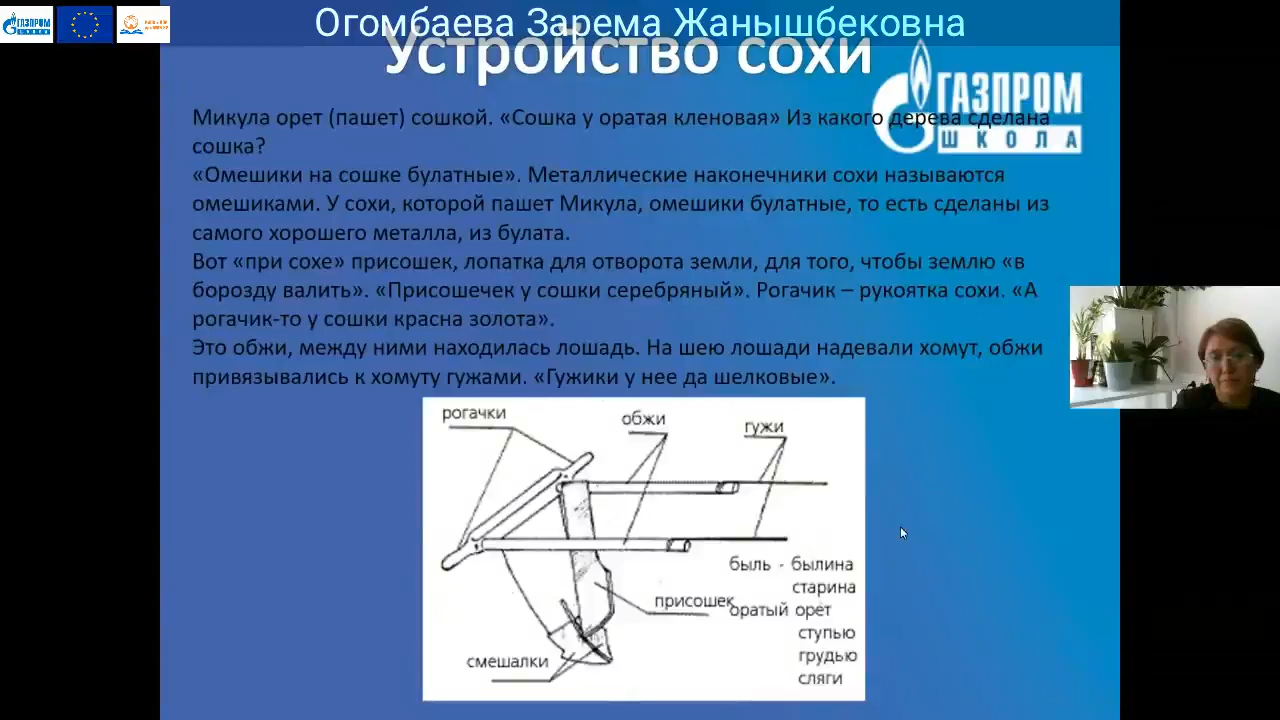 Огомбаева Зарема Жанышбековна
Устройство сохи
ГАЗПРОМ
ШКОЛА
Микула орет (пашет) сошкой. «Сошка у оратая кленовая» Из какого дерева сделана
сошка?
«Омешики на сошке булатные». Металлические наконечники сохи называются
омешиками. У сохи, которой пашет Микула, омешики булатные, то есть сделаны из
самого хорошего металла, из булата.
Вот «при сохе» присошек, лопатка для отворота земли, для того, чтобы землю «в
борозду валить». «Присошечек у сошки серебряный». Рогачик – рукоятка сохи. «А
рогачик-то у сошки красна золота».
Это обжи, между ними находилась лошадь. На шею лошади надевали хомут, обжи
привязывались к хомуту гужами. «Гужики у нее да шелковые».
рогачки
обжи
гужи
быль - былина
старина
присошек
оратый орёт
ступью
смешалки
грудью
сляги